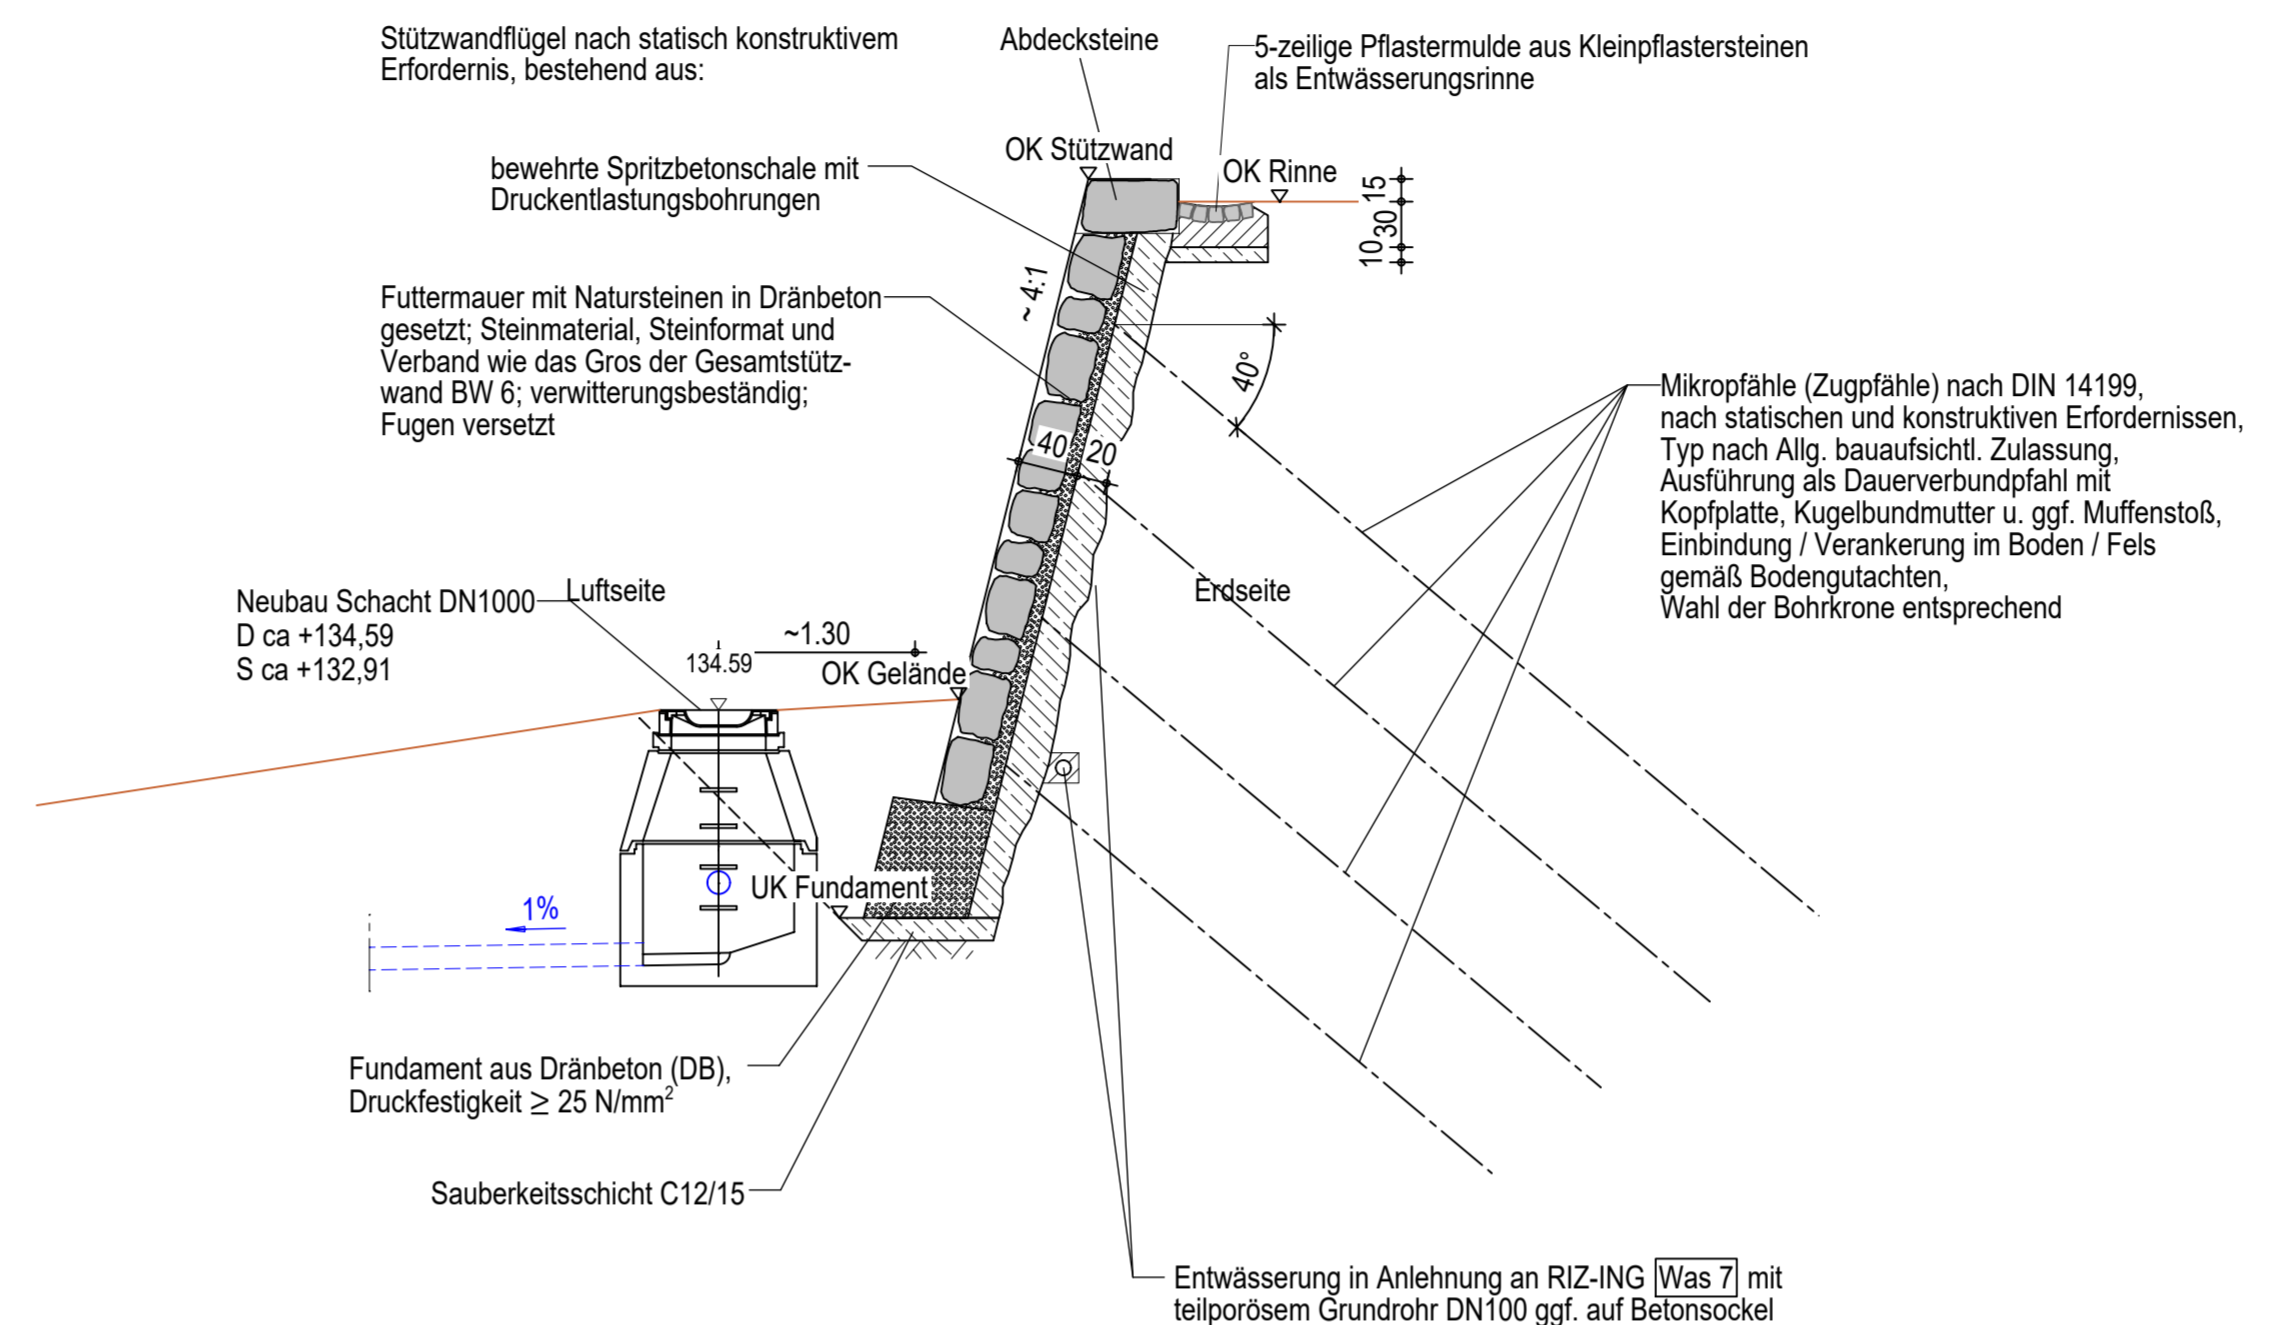 Stützwandflügel nach statisch konstruktivem
Erfordernis, bestehend aus:
Abdecksteine
5-zeilige Pflastermulde aus Kleinpflastersteinen
als Entwässerungsrinne
OK Stützwand
OK Rinne
bewehrte Spritzbetonschale mit
Druckentlastungsbohrungen
15
30
10
~ 4:1
Futtermauer mit Natursteinen in Dränbeton
gesetzt; Steinmaterial, Steinformat und
Verband wie das Gros der Gesamtstütz-
wand BW 6; verwitterungsbeständig;
Fugen versetzt
40°
40
20
Mikropfähle (Zugpfähle) nach DIN 14199,
nach statischen und konstruktiven Erfordernissen,
Typ nach Allg. bauaufsichtl. Zulassung,
Ausführung als Dauerverbundpfahl mit
Kopfplatte, Kugelbundmutter u. ggf. Muffenstoß,
Einbindung / Verankerung im Boden / Fels
gemäß Bodengutachten,
Wahl der Bohrkrone entsprechend
Neubau Schacht DN1000
D ca +134,59
S ca +132,91
Luftseite
Erdseite
~1.30
134.59
OK Gelände
UK Fundament
1%
Fundament aus Dränbeton (DB),
Druckfestigkeit ≥ 25 N/mm²
Sauberkeitsschicht C12/15
Entwässerung in Anlehnung an RIZ-ING Was 7 mit
teilporösem Grundrohr DN100 ggf. auf Betonsockel